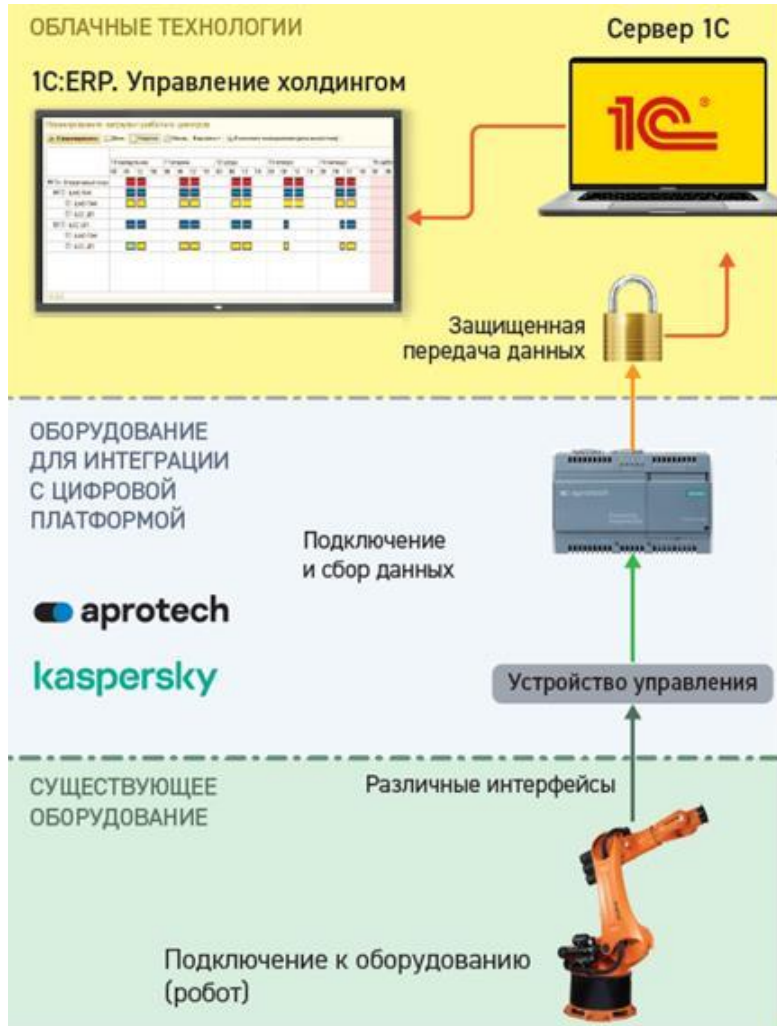 ОБЛАЧНЫЕ ТЕХНОЛОГИИ
Сервер 1С
1С:ERP. Управление холдингом
1С
Защищенная
передача данных
ОБОРУДОВАНИЕ
ДЛЯ ИНТЕГРАЦИИ
С ЦИФРОВОЙ
ПЛАТФОРМОЙ
aprotech
Подключение
и сбор данных
aprotech
kaspersky
Устройство управления
СУЩЕСТВУЮЩЕЕ
ОБОРУДОВАНИЕ
Различные интерфейсы
Подключение к оборудованию
(робот)